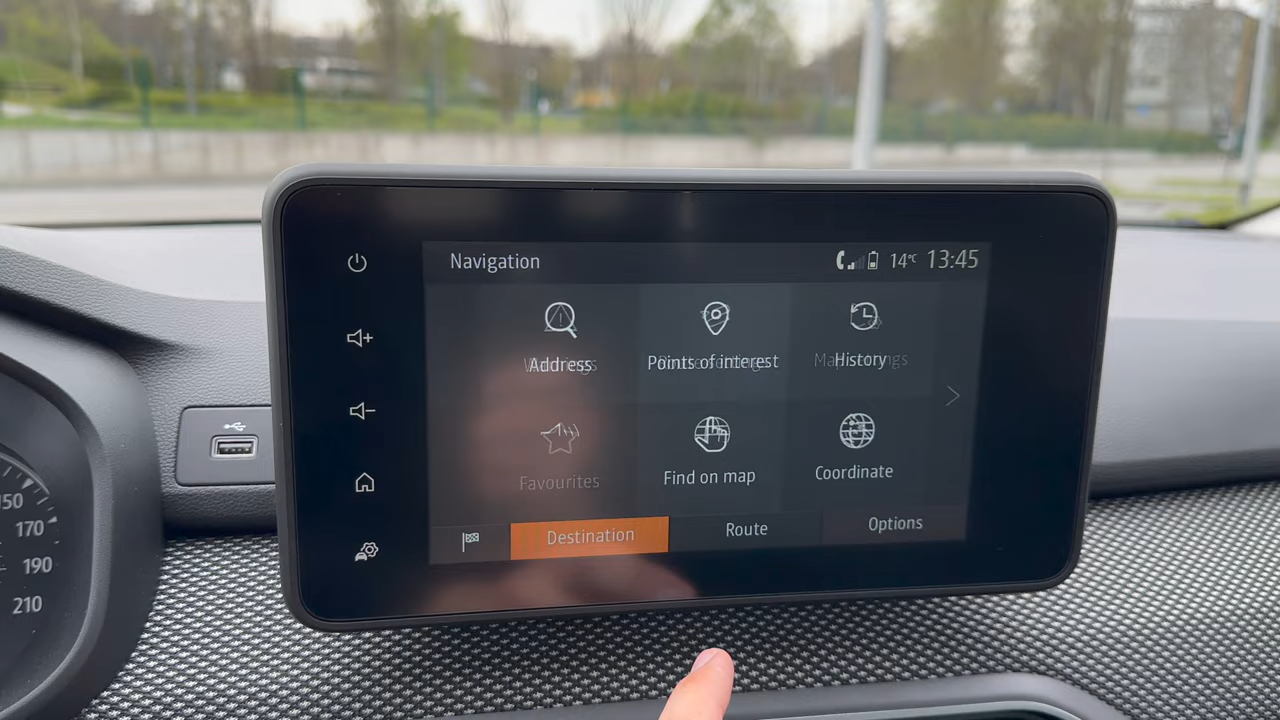 Navigation
14°C 13:45
Address
Points of interest
History
Favourites
Find on map
Coordinate
Destination
Route
Options
150
170
190
210